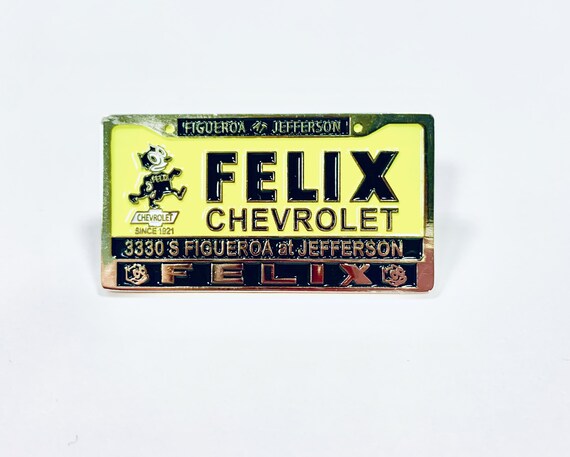 FIGUEROA at JEFFERSON
FELIX
FELIX
CHEVROLET
CHEVROLET
SINCE 1921
3330 S FIGUEROA at JEFFERSON
FELIX